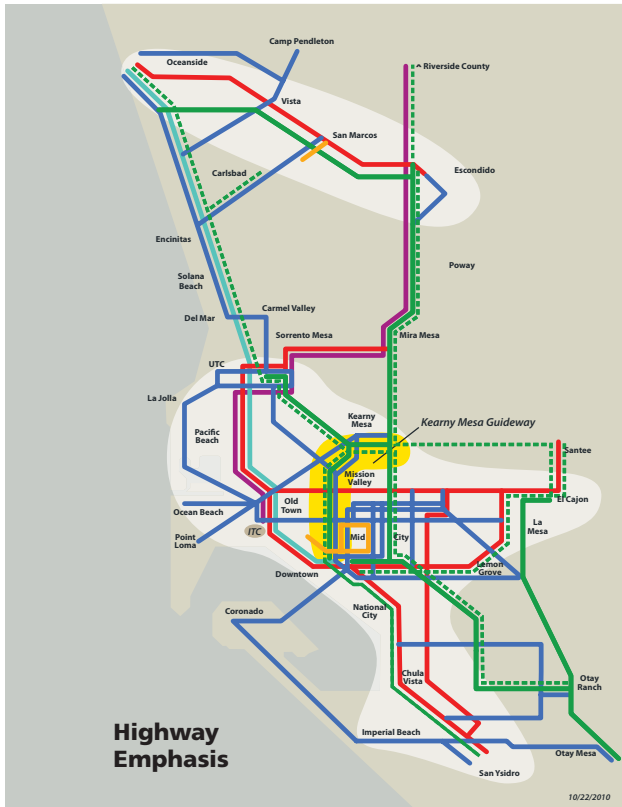 Camp Pendleton
Oceanside
^ Riverside County
Vista
San Marcos
Carlsbad
Escondido
Encinitas
Poway
Solana
Beach
Del Mar
Carmel Valley
Sorrento Mesa
Mira Mesa
UTC
La Jolla
Kearny
Mesa
Kearny Mesa Guideway
Pacific
Beach
Santee
Mission
Valley
El Cajon
Old
Town
Ocean Beach
La
Mesa
ITC
Mid
City
Point
Loma
Lemon
Grove
Downtown
Coronado
National
City
Chula
Vista
Otay
Ranch
Highway
Emphasis
Imperial Beach
Otay Mesa
San Ysidro
10/22/2010